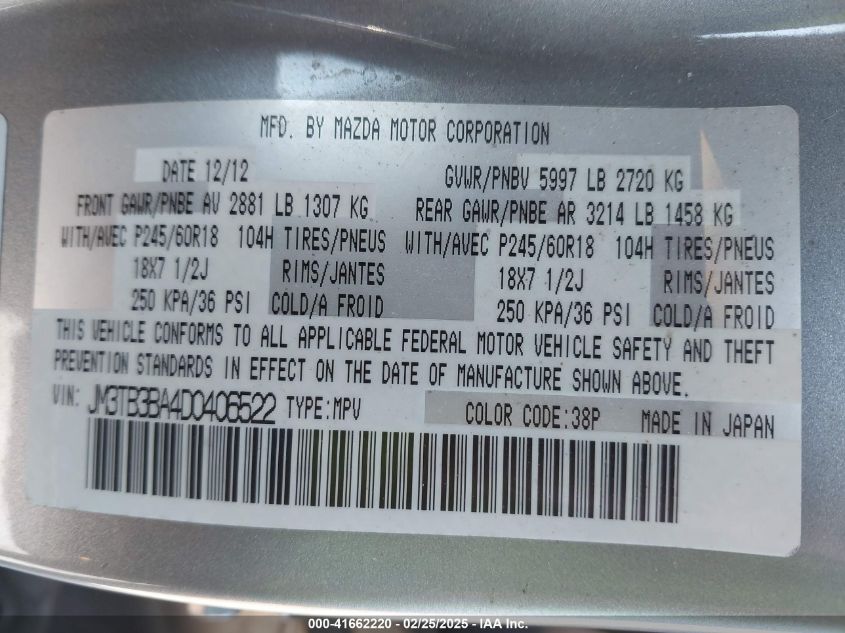 MFD. BY MAZDA MOTOR CORPORATION
DATE 12/12 GVWR/PNBV 5997 LB 2720 KG
FRONT GAWR/PNBE AV 2881 LB 1307 KG REAR GAWR/PNBE AR 3214 LB 1458 KG
WITH/AVEC P245/60R18 104H TIRES/PNEUS WITH/AVEC P245/60R18 104H TIRES/PNEUS
18X7 1/2J RIMS/JANTES 18X7 1/2J RIMS/JANTES
250 KPA/36 PSI COLD/A FROID 250 KPA/36 PSI COLD/A FROID
THIS VEHICLE CONFORMS TO ALL APPLICABLE FEDERAL MOTOR VEHICLE SAFETY AND THEFT
PREVENTION STANDARDS IN EFFECT ON THE DATE OF MANUFACTURE SHOWN ABOVE.
VIN: JM3TB3BA4D0406522 TYPE:MPV COLOR CODE:38P MADE IN JAPAN
000-41662220 - 02/25/2025 - IAA Inc.